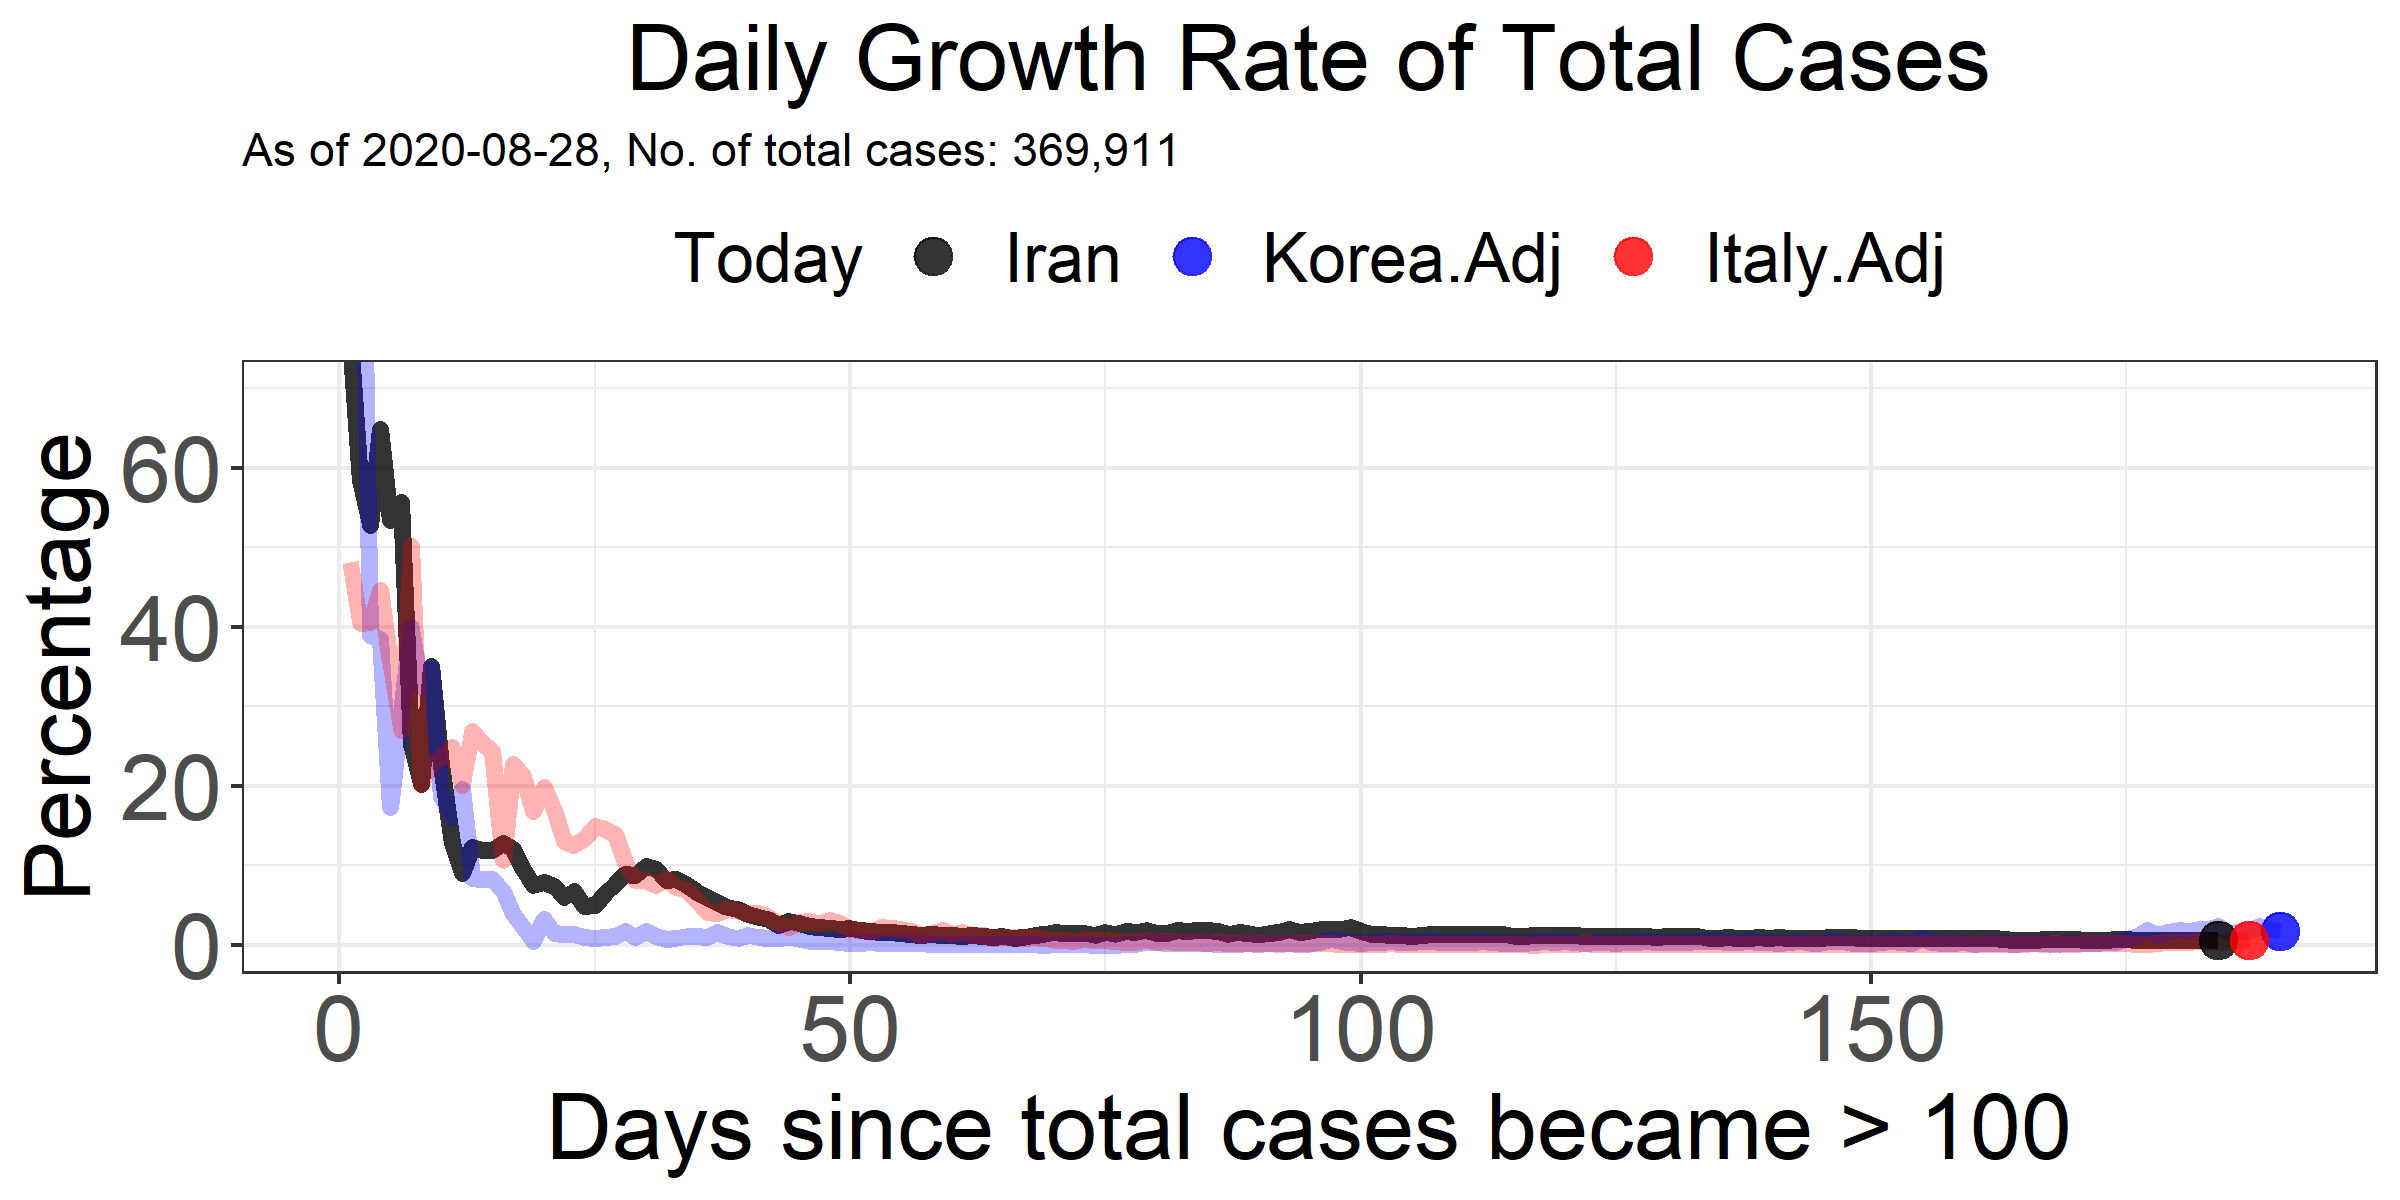 Daily Growth Rate of Total Cases
As of 2020-08-28, No. of total cases: 369,911
Today Iran Korea.Adj Italy.Adj
Percentage
60
40
20
0
0 50 100 150
Days since total cases became > 100